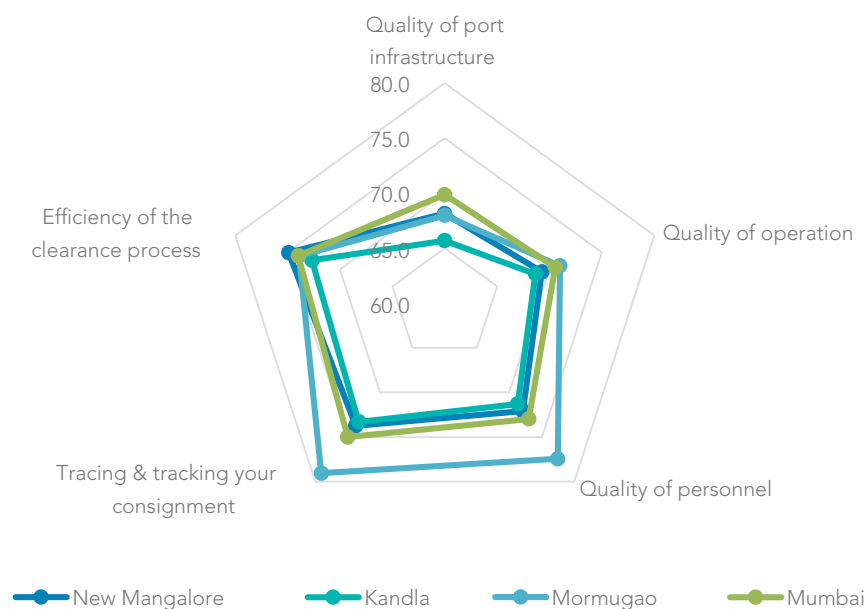 Quality of port
infrastructure
80.0
75.0
70.0
65.0
60.0
Efficiency of the
clearance process
Quality of operation
Tracing & tracking your
consignment
Quality of personnel
New Mangalore
Kandla
Mormugao
Mumbai